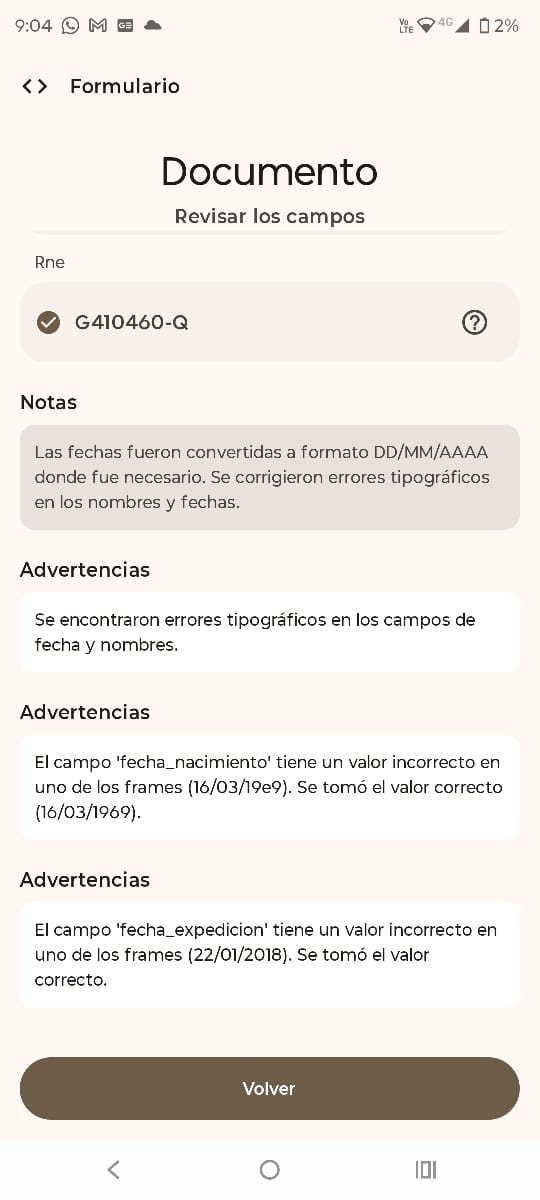 9:04
Vo
LTE
4G
2%
Formulario
Documento
Revisar los campos
Rne
G410460-Q
Notas
Las fechas fueron convertidas a formato DD/MM/AAAA
donde fue necesario. Se corrigieron errores tipográficos
en los nombres y fechas.
Advertencias
Se encontraron errores tipográficos en los campos de
fecha y nombres.
Advertencias
El campo 'fecha_nacimiento' tiene un valor incorrecto en
uno de los frames (16/03/19e9). Se tomó el valor correcto
(16/03/1969).
Advertencias
El campo 'fecha_expedicion' tiene un valor incorrecto en
uno de los frames (22/01/2018). Se tomó el valor
correcto.
Volver